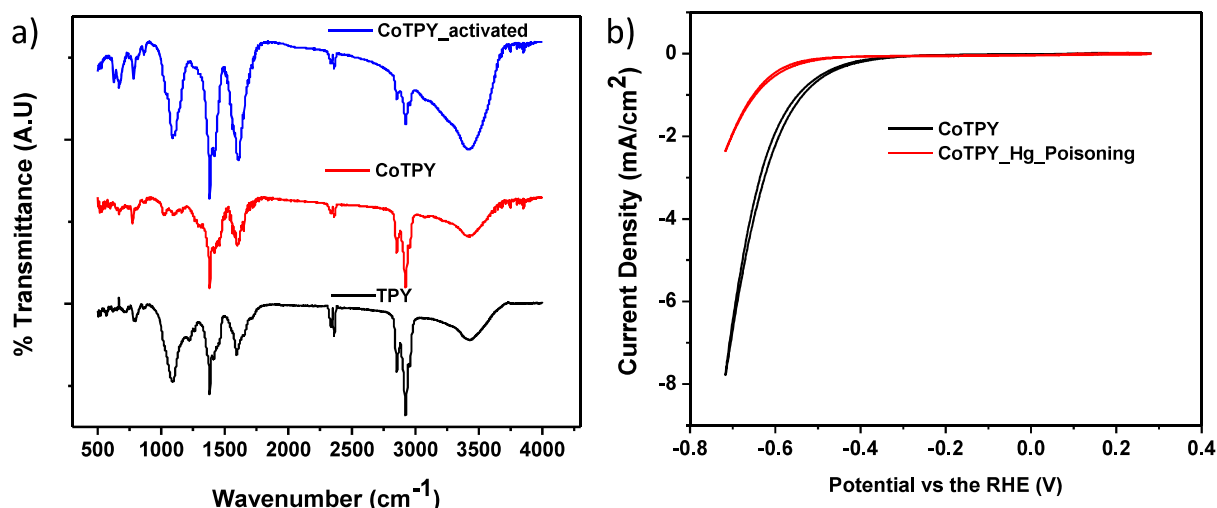 a)
CoTPY_activated
CoTPY
TPY
% Transmittance (A.U)
500 1000 1500 2000 2500 3000 3500 4000
Wavenumber (cm⁻¹)
b)
0
-2
-4
-6
-8
CoTPY
CoTPY_Hg_Poisoning
Current Density (mA/cm²)
-0.8 -0.6 -0.4 -0.2 0.0 0.2 0.4
Potential vs the RHE (V)